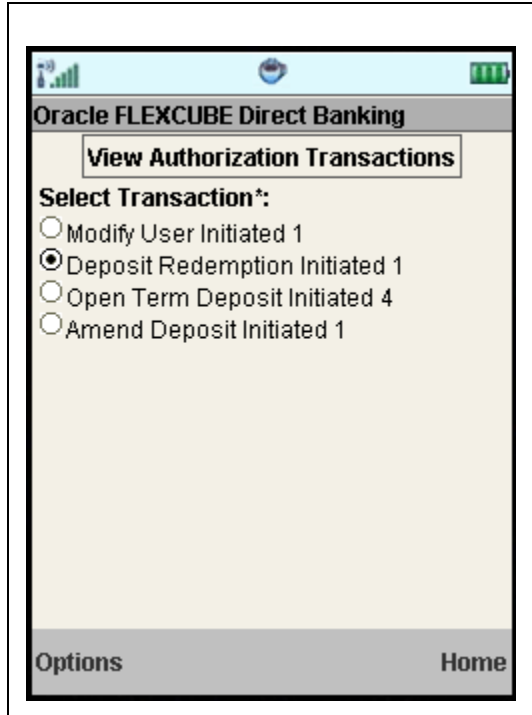 Oracle FLEXCUBE Direct Banking
View Authorization Transactions
Select Transaction*:
Modify User Initiated 1
Deposit Redemption Initiated 1
Open Term Deposit Initiated 4
Amend Deposit Initiated 1
Options Home